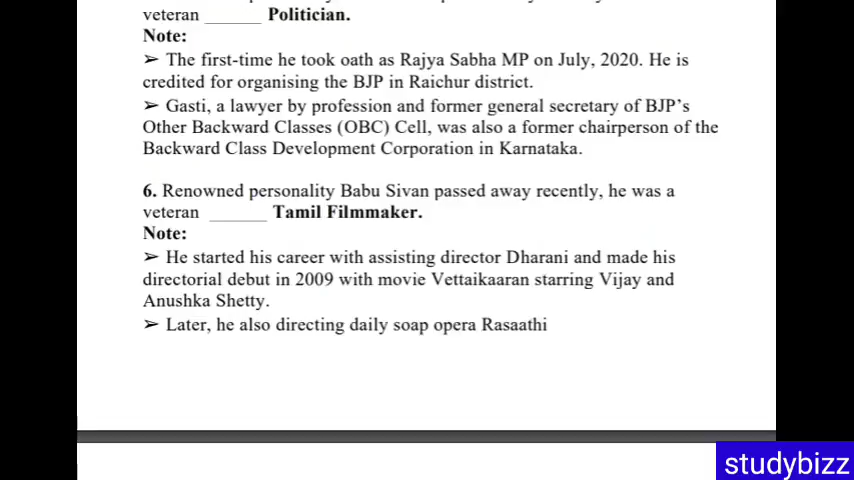 veteran ______ Politician.
Note:
➢ The first-time he took oath as Rajya Sabha MP on July, 2020. He is
credited for organising the BJP in Raichur district.
➢ Gasti, a lawyer by profession and former general secretary of BJP’s
Other Backward Classes (OBC) Cell, was also a former chairperson of the
Backward Class Development Corporation in Karnataka.
6. Renowned personality Babu Sivan passed away recently, he was a
veteran ______ Tamil Filmmaker.
Note:
➢ He started his career with assisting director Dharani and made his
directorial debut in 2009 with movie Vettaikaaran starring Vijay and
Anushka Shetty.
➢ Later, he also directing daily soap opera Rasaathi
studybizz